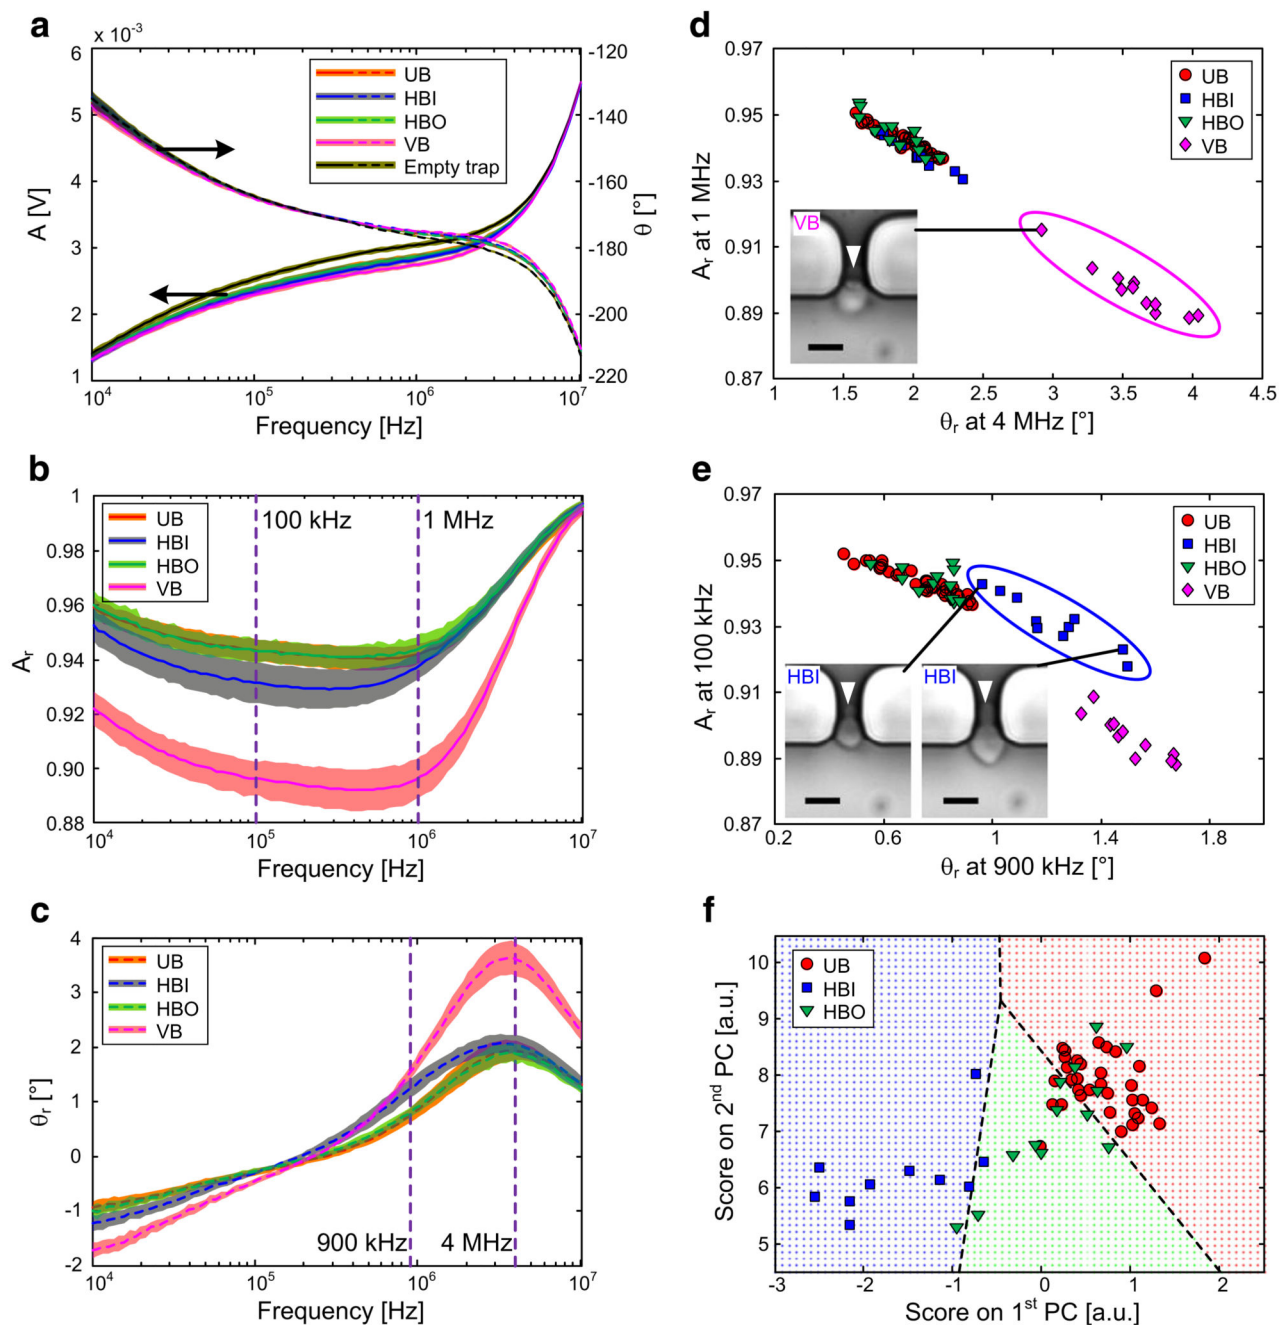 a
x 10⁻³
6
5
4
3
2
1
A [V]
-120
-140
-160
-180
-200
-220
θ [°]
UB
HBI
HBO
VB
Empty trap
10⁴
10⁵
10⁶
10⁷
Frequency [Hz]
d
0.97
0.95
0.93
0.91
0.89
0.87
Aᵣ at 1 MHz
UB
HBI
HBO
VB
VB
1
1.5
2
2.5
3
3.5
4
4.5
θᵣ at 4 MHz [°]
b
1
0.98
0.96
0.94
0.92
0.90
0.88
Aᵣ
UB
HBI
HBO
VB
100 kHz
1 MHz
10⁴
10⁵
10⁶
10⁷
Frequency [Hz]
e
0.97
0.95
0.93
0.91
0.89
0.87
Aᵣ at 100 kHz
UB
HBI
HBO
VB
HBI
HBI
0.2
0.6
1
1.4
1.8
θᵣ at 900 kHz [°]
c
4
3
2
1
0
-1
-2
θᵣ [°]
UB
HBI
HBO
VB
900 kHz
4 MHz
10⁴
10⁵
10⁶
10⁷
Frequency [Hz]
f
10
9
8
7
6
5
Score on 2ⁿᵈ PC [a.u.]
UB
HBI
HBO
-3
-2
-1
0
1
2
Score on 1ˢᵗ PC [a.u.]